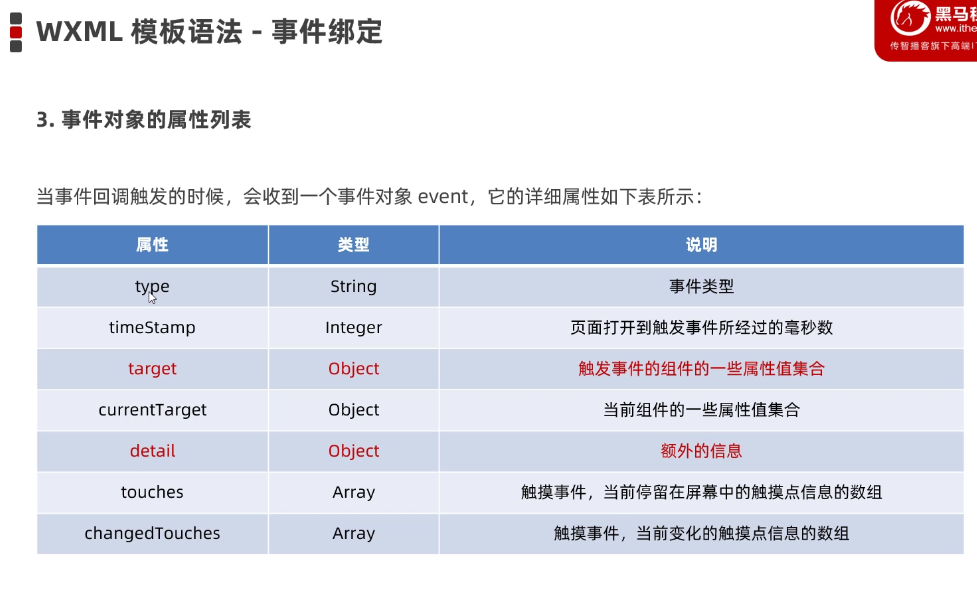 WXML 模板语法 - 事件绑定
黑马
www.ithe
传智播客旗下高端I
3. 事件对象的属性列表
当事件回调触发的时候，会收到一个事件对象 event，它的详细属性如下表所示：
属性 类型 说明
type String 事件类型
timeStamp Integer 页面打开到触发事件所经过的毫秒数
target Object 触发事件的组件的一些属性值集合
currentTarget Object 当前组件的一些属性值集合
detail Object 额外的信息
touches Array 触摸事件，当前停留在屏幕中的触摸点信息的数组
changedTouches Array 触摸事件，当前变化的触摸点信息的数组